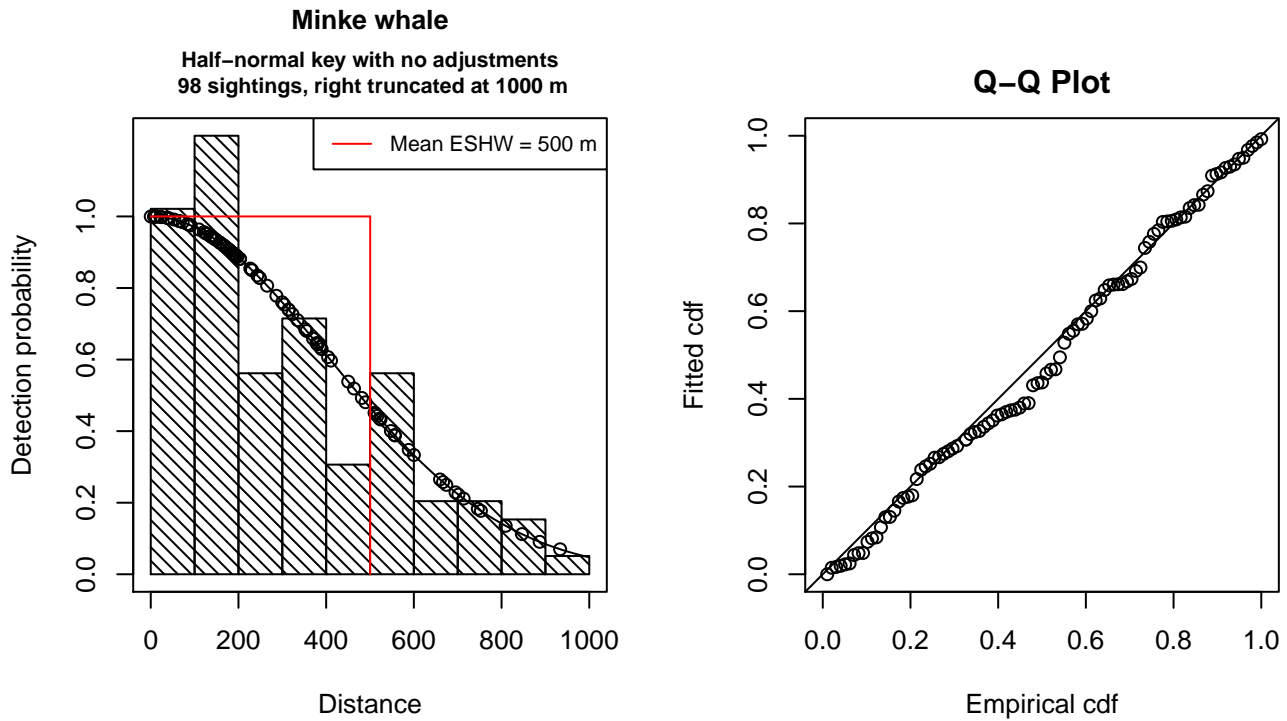 Minke whale
Half−normal key with no adjustments
98 sightings, right truncated at 1000 m
Mean ESHW = 500 m
Detection probability
0.0 0.2 0.4 0.6 0.8 1.0
0 200 400 600 800 1000
Distance
Q−Q Plot
Fitted cdf
0.0 0.2 0.4 0.6 0.8 1.0
0.0 0.2 0.4 0.6 0.8 1.0
Empirical cdf